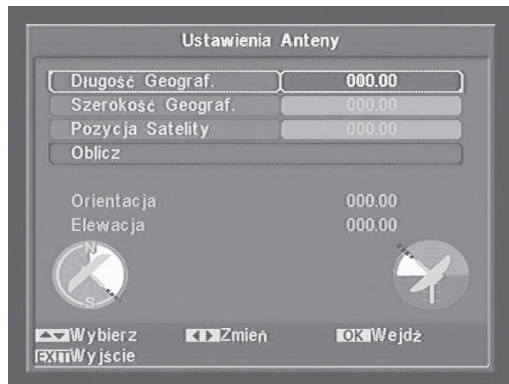 Ustawienia Anteny
Długość Geograf. 000.00
Szerokość Geograf. 000.00
Pozycja Satelity 000.00
Oblicz
Orientacja 000.00
Elewacja 000.00
N
S
Wybierz Zmień OK Wejdź
EXIT Wyjście